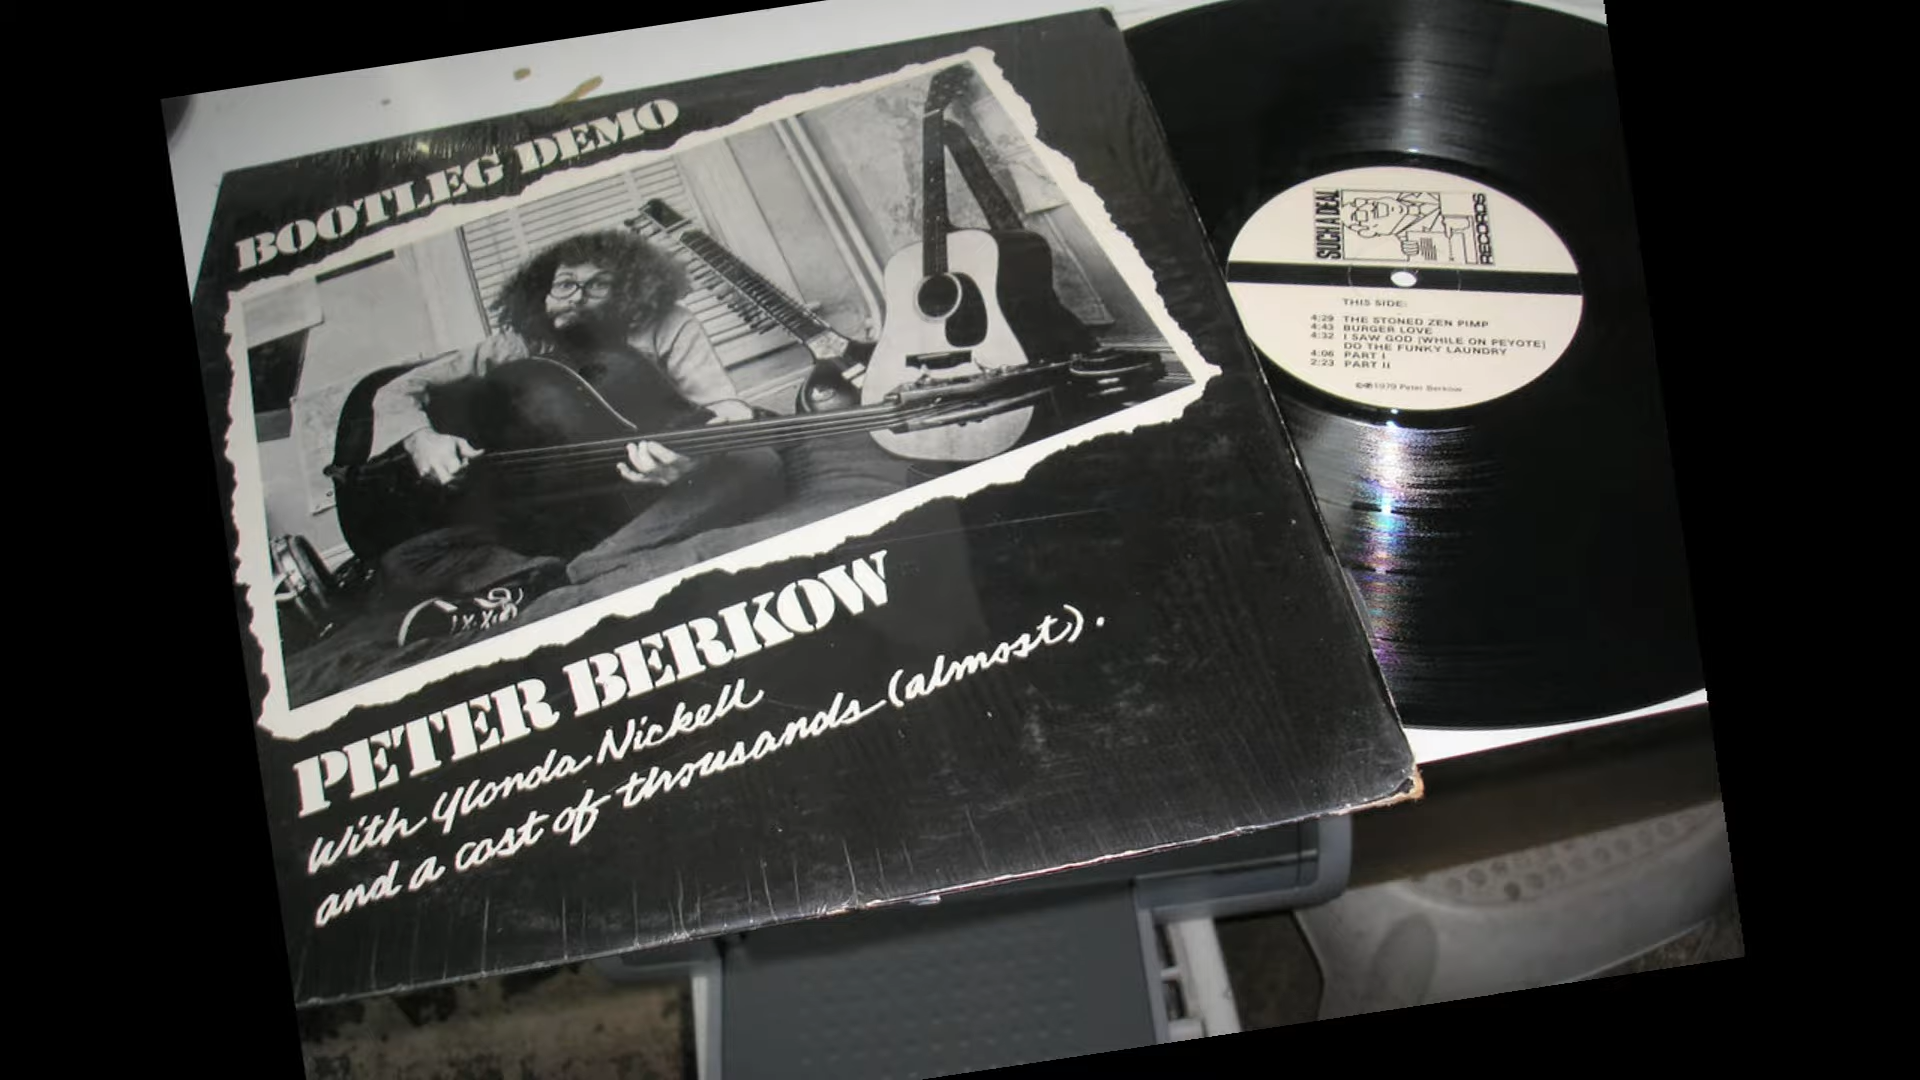 BOOTLEG DEMO
PETER BERKOW
With Ylonda Nickell
and a cast of thousands (almost).
SUCH A DEAL
RECORDS
THIS SIDE:
4:29 THE STONED ZEN PIMP
4:43 BURGER LOVE
4:32 I SAW GOD [WHILE ON PEYOTE]
DO THE FUNKY LAUNDRY
4:06 PART I
2:23 PART II
1979 Peter Berkow